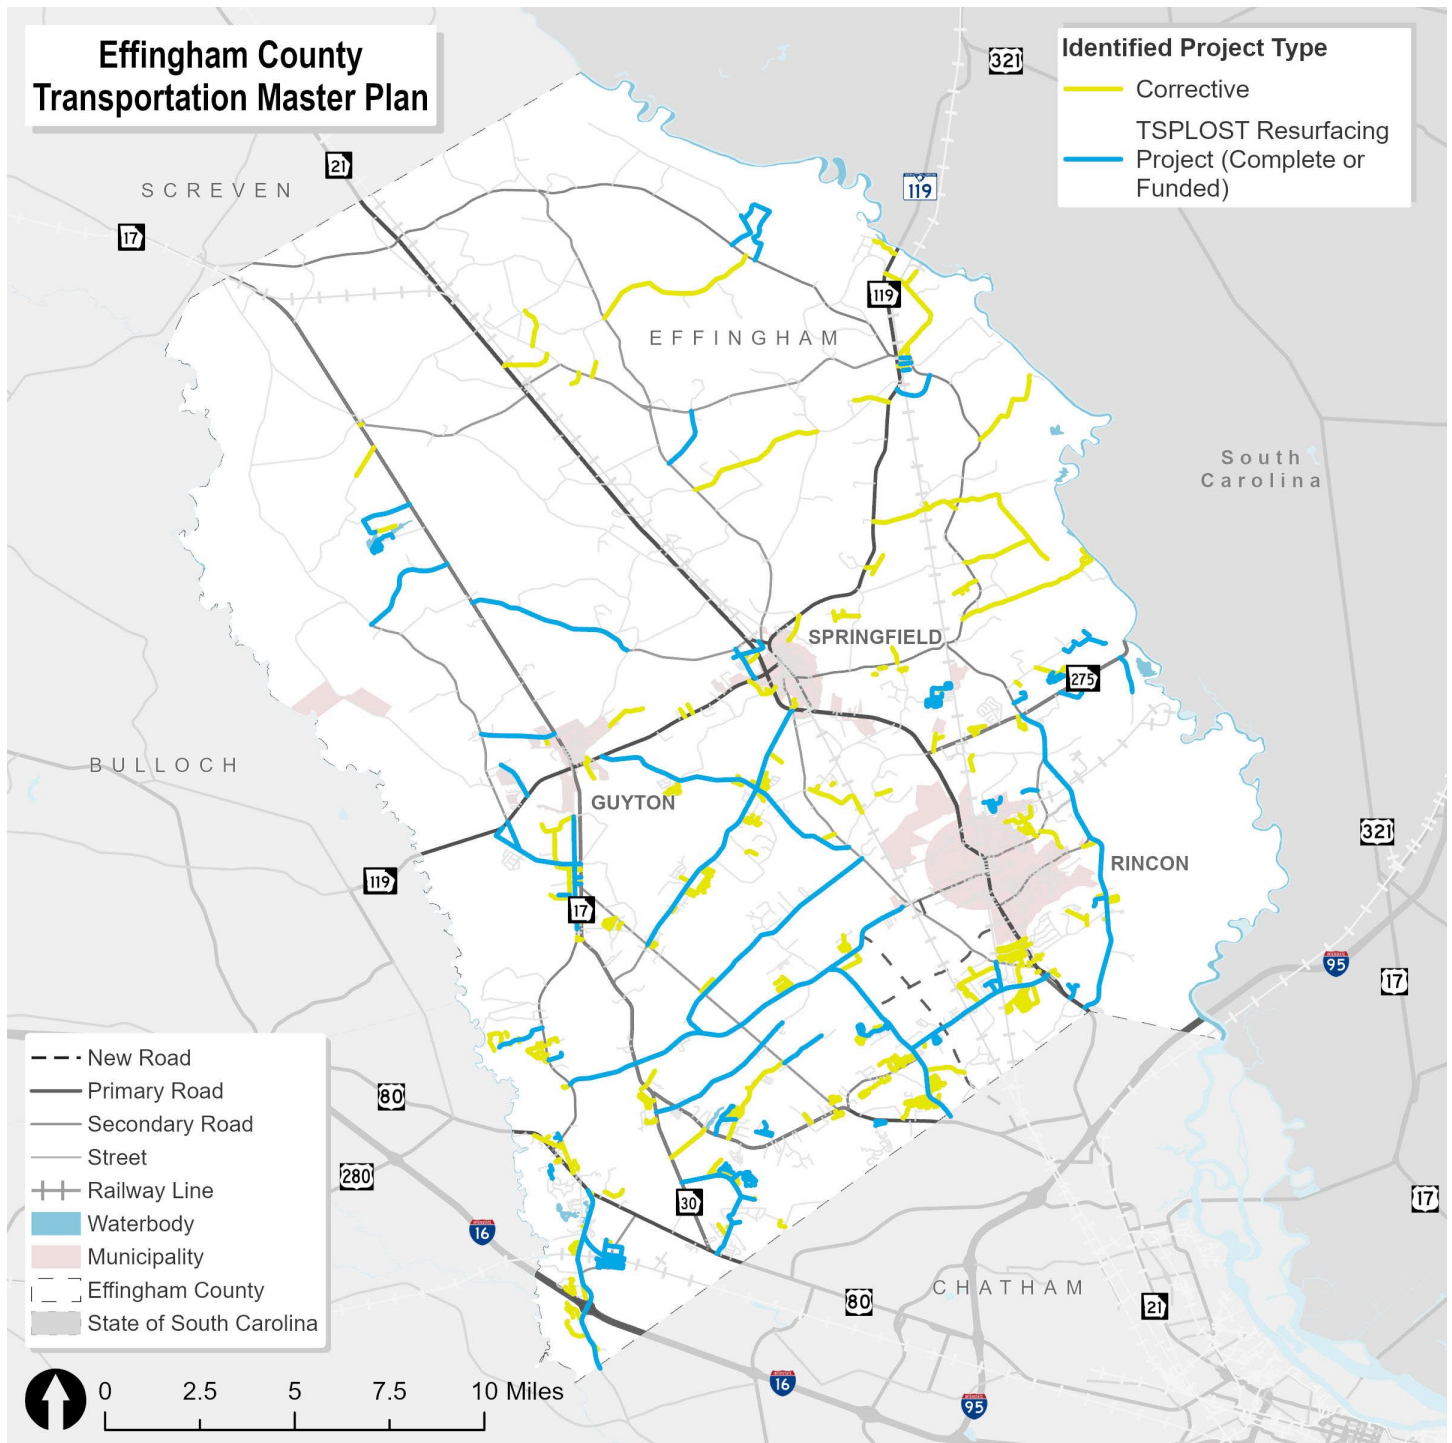 Effingham County
Transportation Master Plan
Identified Project Type
Corrective
TSPLOST Resurfacing
Project (Complete or
Funded)
321
21
119
SCREVEN
17
119
EFFINGHAM
South
Carolina
SPRINGFIELD
275
BULLOCH
GUYTON
321
RINCON
119
17
95
17
New Road
Primary Road
Secondary Road
Street
Railway Line
Waterbody
Municipality
Effingham County
State of South Carolina
80
280
16
30
17
80
CHATHAM
21
16
95
0
2.5
5
7.5
10 Miles